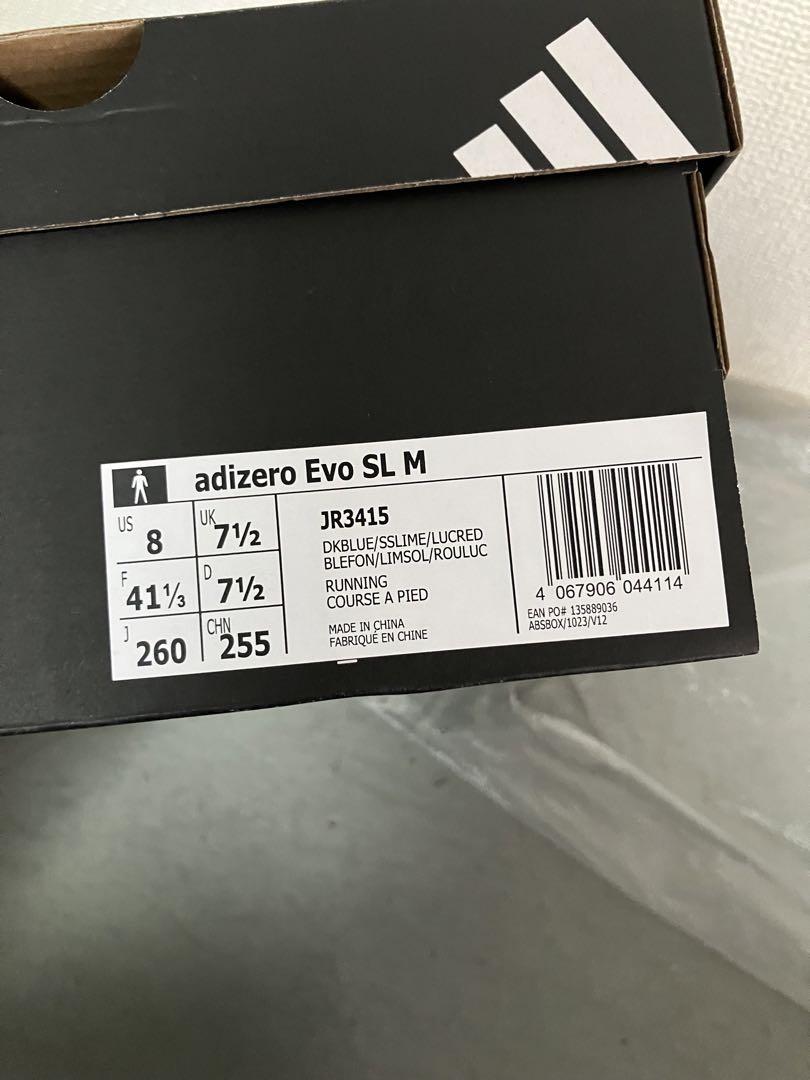 adizero Evo SL M
US 8
UK 7½
F 41⅓
D 7½
J 260
CHN 255
JR3415
DKBLUE/SSLIME/LUCRED
BLEFON/LIMSOL/ROULUC
RUNNING
COURSE A PIED
MADE IN CHINA
FABRIQUÉ EN CHINE
4 067906 044114
EAN PO# 135889036
ABSBOX/1023/V12